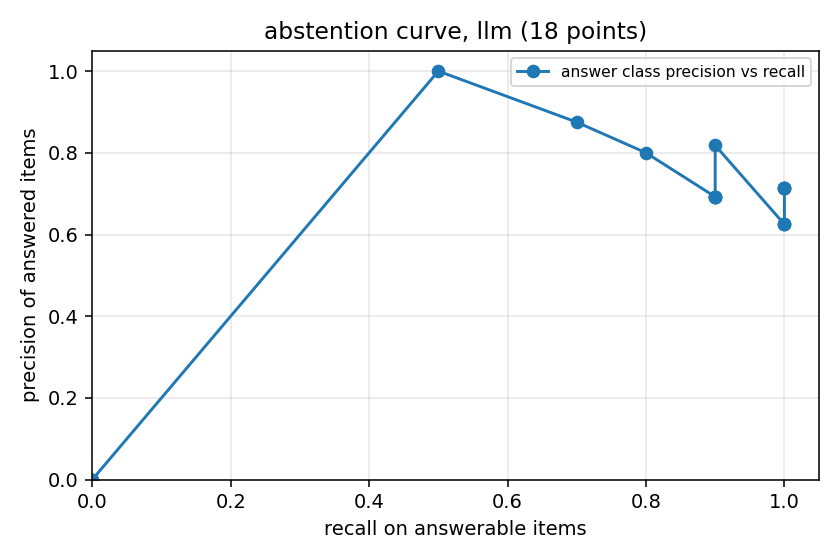 abstention curve, llm (18 points)
answer class precision vs recall
precision of answered items
1.0
0.8
0.6
0.4
0.2
0.0
0.0 0.2 0.4 0.6 0.8 1.0
recall on answerable items